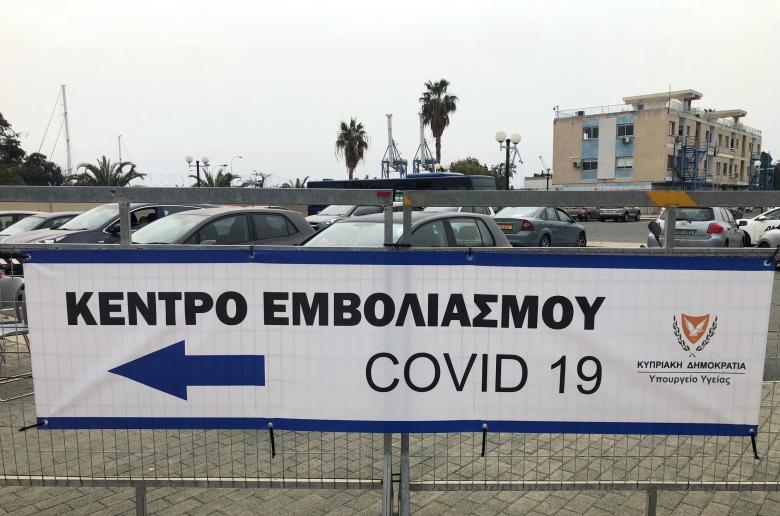 ΚΕΝΤΡΟ ΕΜΒΟΛΙΑΣΜΟΥ
COVID 19
ΚΥΠΡΙΑΚΗ ΔΗΜΟΚΡΑΤΙΑ
Υπουργείο Υγείας